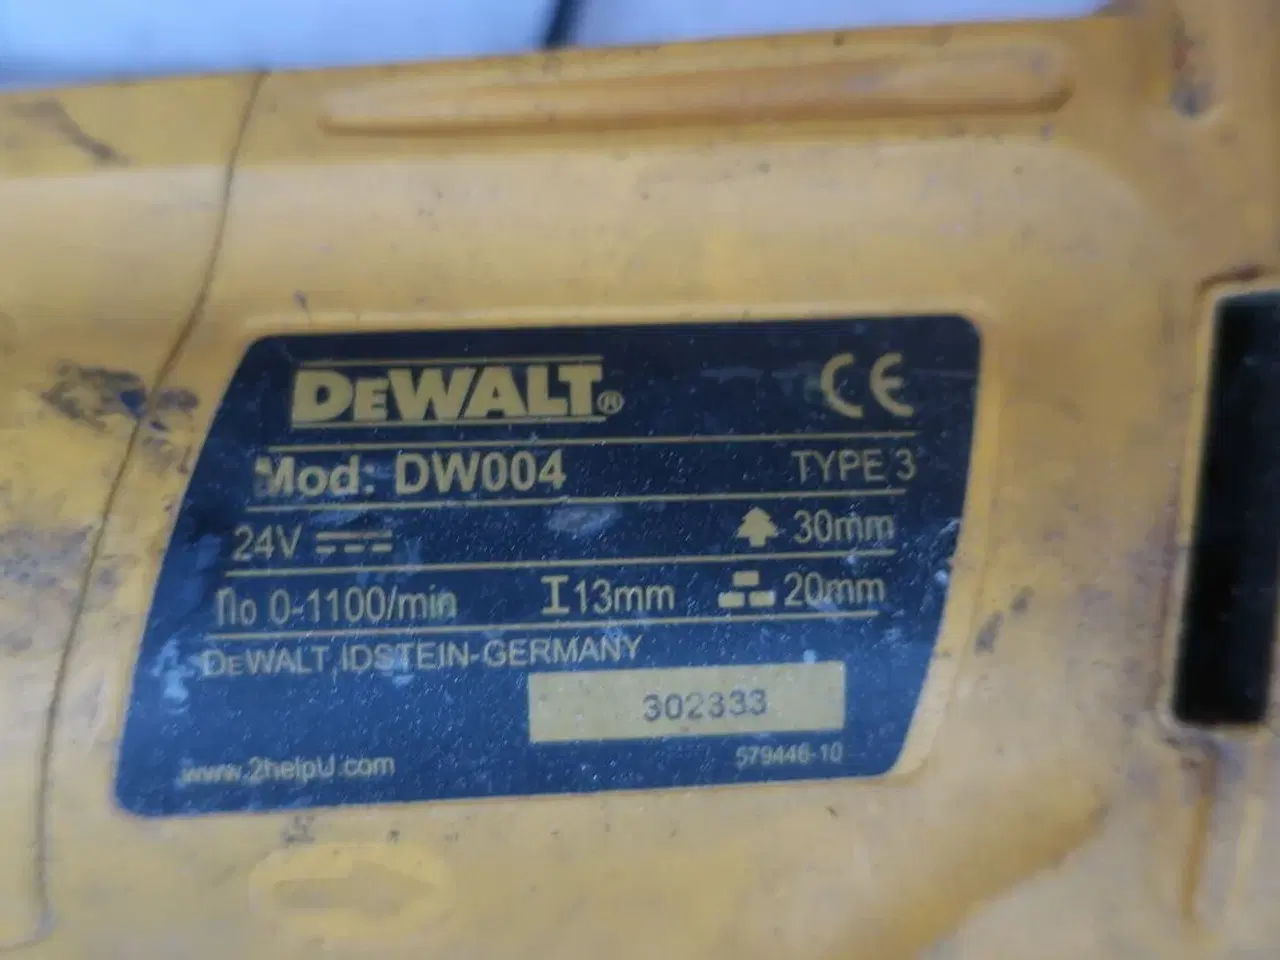 DEWALT®
CE
Mod: DW004 TYPE 3
24V 30mm
no 0-1100/min 13mm 20mm
DEWALT IDSTEIN-GERMANY
302333
www.2helpU.com 579446-10